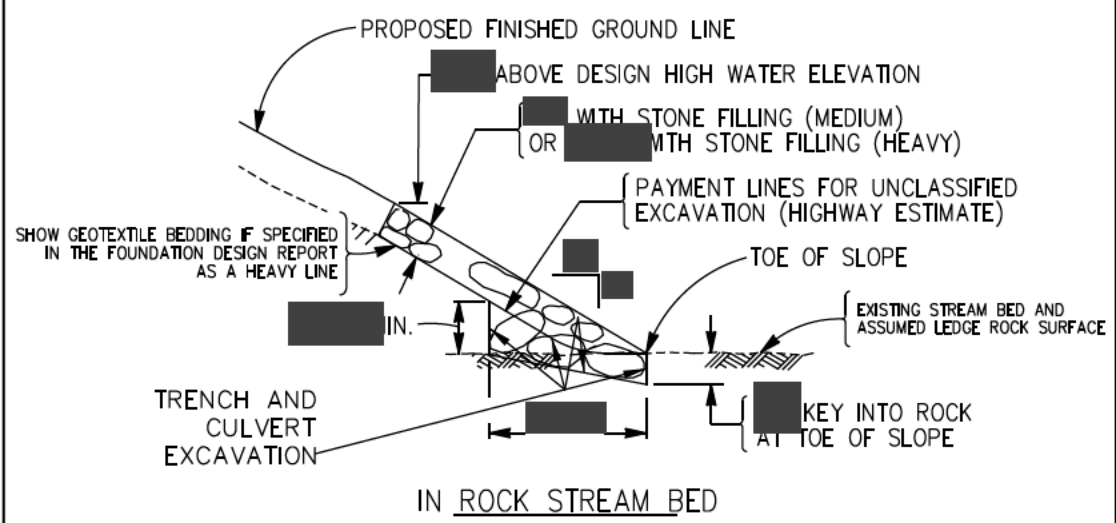 PROPOSED FINISHED GROUND LINE
ABOVE DESIGN HIGH WATER ELEVATION
WITH STONE FILLING (MEDIUM)
OR WITH STONE FILLING (HEAVY)
PAYMENT LINES FOR UNCLASSIFIED
EXCAVATION (HIGHWAY ESTIMATE)
SHOW GEOTEXTILE BEDDING IF SPECIFIED
IN THE FOUNDATION DESIGN REPORT
AS A HEAVY LINE
TOE OF SLOPE
EXISTING STREAM BED AND
ASSUMED LEDGE ROCK SURFACE
TRENCH AND
CULVERT
EXCAVATION
KEY INTO ROCK
AT TOE OF SLOPE
IN ROCK STREAM BED